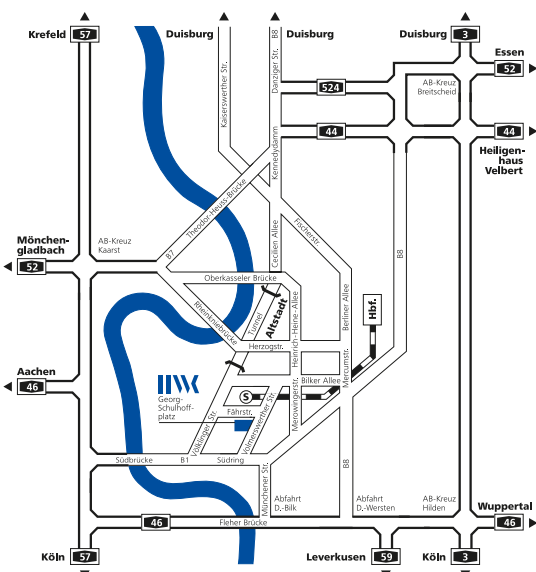 Krefeld 57
Duisburg
B8
Duisburg
Duisburg 3
Essen
52
AB-Kreuz
Breitscheid
524
44
44
Heiligen-
haus
Velbert
Kaiserswerther Str.
Danziger Str.
Kennedydamm
Theodor-Heuss-Brücke
B7
Cecilien Allee
Fischerstr.
B8
AB-Kreuz
Kaarst
Mönchen-
gladbach
52
Oberkasseler Brücke
Rheinkniebrücke
Tunnel
Altstadt
Heinrich-Heine-Allee
Berliner Allee
Hbf.
Herzogstr.
Mercumstr.
Aachen
46
HWK
Georg-
Schulhoff-
platz
S
Bilker Allee
Fährstr.
Merowingerstr.
Volmerswerther Str.
Völklinger Str.
Südbrücke
B1
Südring
Münchener Str.
B8
Abfahrt
D.-Bilk
Abfahrt
D.-Wersten
AB-Kreuz
Hilden
Wuppertal
46
46
Fleher Brücke
Köln 57
Leverkusen 59
Köln 3